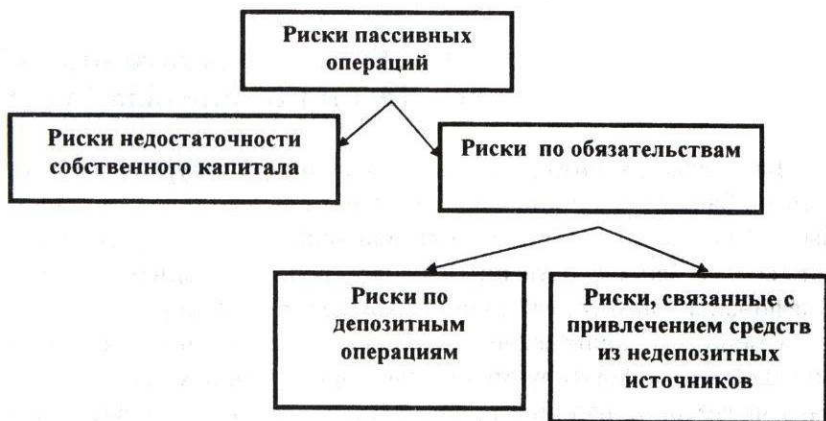 Риски пассивных
операций
Риски недостаточности
собственного капитала
Риски по обязательствам
Риски по
депозитным
операциям
Риски, связанные с
привлечением средств
из недепозитных
источников